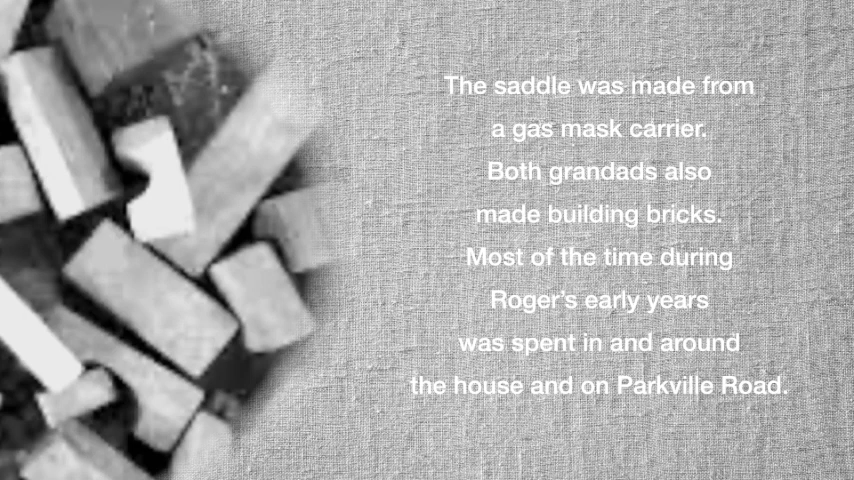 The saddle was made from
a gas mask carrier.
Both grandads also
made building bricks.
Most of the time during
Roger's early years
was spent in and around
the house and on Parkville Road.